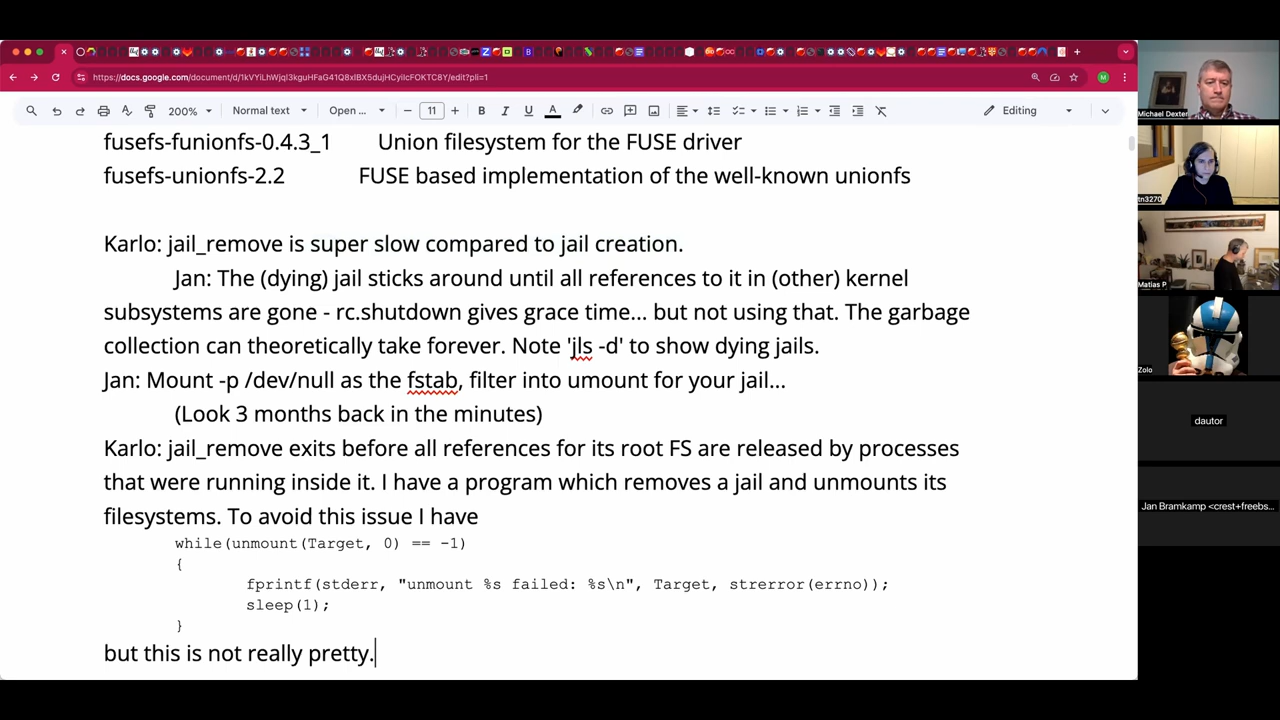 https://docs.google.com/document/d/1kVYiLhWjqI3kguHFaG41Q8xIBX5dujHCyiIcFOKTC8Y/edit?pli=1
M
200%
Normal text
Open ...
11
B
I
U
A
Editing
fusefs-funionfs-0.4.3_1 Union filesystem for the FUSE driver
fusefs-unionfs-2.2 FUSE based implementation of the well-known unionfs
Karlo: jail_remove is super slow compared to jail creation.
Jan: The (dying) jail sticks around until all references to it in (other) kernel
subsystems are gone - rc.shutdown gives grace time... but not using that. The garbage
collection can theoretically take forever. Note 'jls -d' to show dying jails.
Jan: Mount -p /dev/null as the fstab, filter into umount for your jail...
(Look 3 months back in the minutes)
Karlo: jail_remove exits before all references for its root FS are released by processes
that were running inside it. I have a program which removes a jail and unmounts its
filesystems. To avoid this issue I have
while(unmount(Target, 0) == -1)
{
fprintf(stderr, "unmount %s failed: %s\n", Target, strerror(errno));
sleep(1);
}
but this is not really pretty.
Michael Dexter
tn3270
Matias P
Zolo
dautor
Jan Bramkamp <crest+freebs...